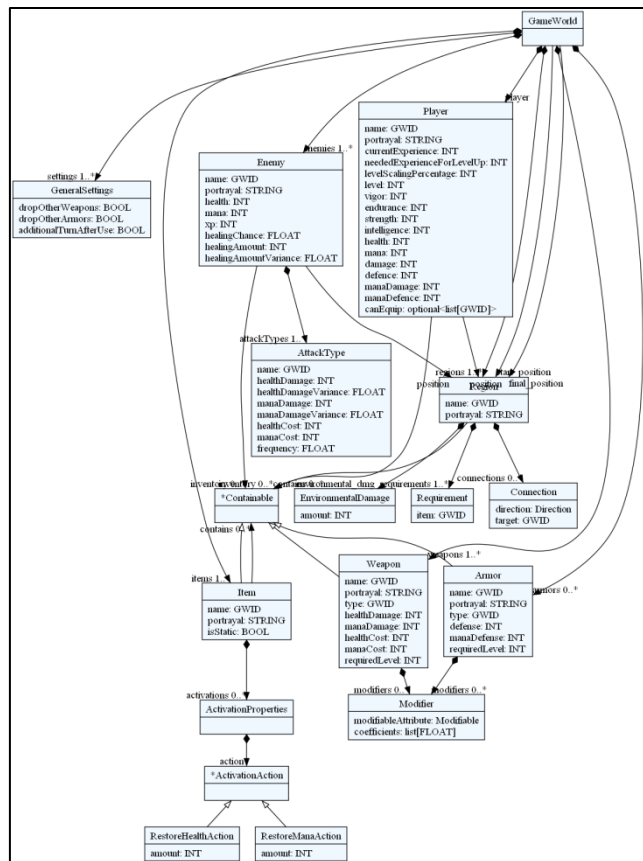 GameWorld
player
Player
name: GWID
portrayal: STRING
currentExperience: INT
neededExperienceForLevelUp: INT
levelScalingPercentage: INT
level: INT
vigor: INT
endurance: INT
strength: INT
intelligence: INT
health: INT
mana: INT
damage: INT
defence: INT
manaDamage: INT
manaDefence: INT
canEquip: optional<list[GWID]>
enemies 1..*
Enemy
name: GWID
portrayal: STRING
health: INT
mana: INT
xp: INT
healingChance: FLOAT
healingAmount: INT
healingAmountVariance: FLOAT
settings 1..*
GeneralSettings
dropOtherWeapons: BOOL
dropOtherArmors: BOOL
additionalTurnAfterUse: BOOL
attackTypes 1..*
AttackType
name: GWID
healthDamage: INT
healthDamageVariance: FLOAT
manaDamage: INT
manaDamageVariance: FLOAT
healthCost: INT
manaCost: INT
frequency: FLOAT
position
position
final_position
Region
name: GWID
portrayal: STRING
*Containable
contains 0..*
EnvironmentalDamage
amount: INT
requirements 1..*
Requirement
item: GWID
connections 0..*
Connection
direction: Direction
target: GWID
items 1..*
Item
name: GWID
portrayal: STRING
isStatic: BOOL
weapons 1..*
Weapon
name: GWID
portrayal: STRING
type: GWID
healthDamage: INT
manaDamage: INT
healthCost: INT
manaCost: INT
requiredLevel: INT
Armor
name: GWID
portrayal: STRING
type: GWID
defense: INT
manaDefense: INT
requiredLevel: INT
activations 0..*
ActivationProperties
modifiers 0..*
modifiers 0..*
Modifier
modifiableAttribute: Modifiable
coefficients: list[FLOAT]
action
*ActivationAction
RestoreHealthAction
amount: INT
RestoreManaAction
amount: INT